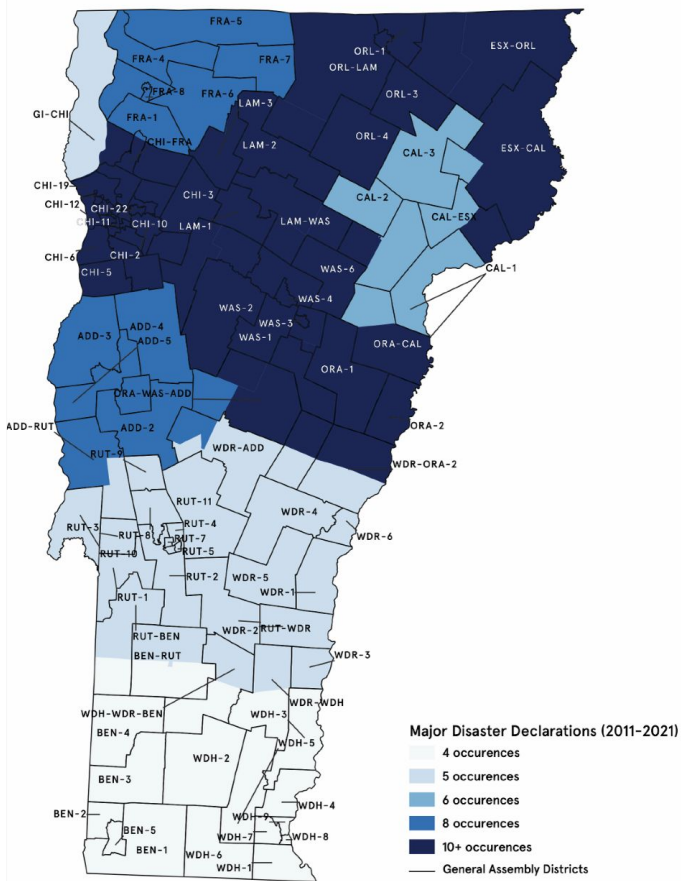 FRA-5
ORL-1
ESX-ORL
FRA-4
FRA-7
ORL-LAM
FRA-8
FRA-6
ORL-3
LAM-3
GI-CHI
FRA-1
ORL-4
CHI-FRA
LAM-2
CAL-3
ESX-CAL
CHI-19
CHI-3
CAL-2
CHI-12
CHI-22
CAL-ESX
CHI-11
CHI-10
LAM-1
LAM-WAS
CHI-6
CHI-2
CHI-5
WAS-6
CAL-1
WAS-4
WAS-2
WAS-3
ADD-4
ADD-3
ADD-5
WAS-1
ORA-CAL
ORA-1
ORA-WAS-ADD
ADD-RUT
ADD-2
ORA-2
RUT-9
WDR-ADD
WDR-ORA-2
RUT-11
WDR-4
RUT-3
RUT-4
RUT-8
RUT-7
WDR-6
RUT-10
RUT-5
RUT-2
WDR-5
WDR-1
RUT-1
WDR-2
RUT-WDR
RUT-BEN
BEN-RUT
WDR-3
WDR-WDH
WDH-WDR-BEN
WDH-3
BEN-4
WDH-5
WDH-2
BEN-3
WDH-4
BEN-2
WDH-9
BEN-5
WDH-7
WDH-8
BEN-1
WDH-6
WDH-1
Major Disaster Declarations (2011-2021)
4 occurences
5 occurences
6 occurences
8 occurences
10+ occurences
General Assembly Districts